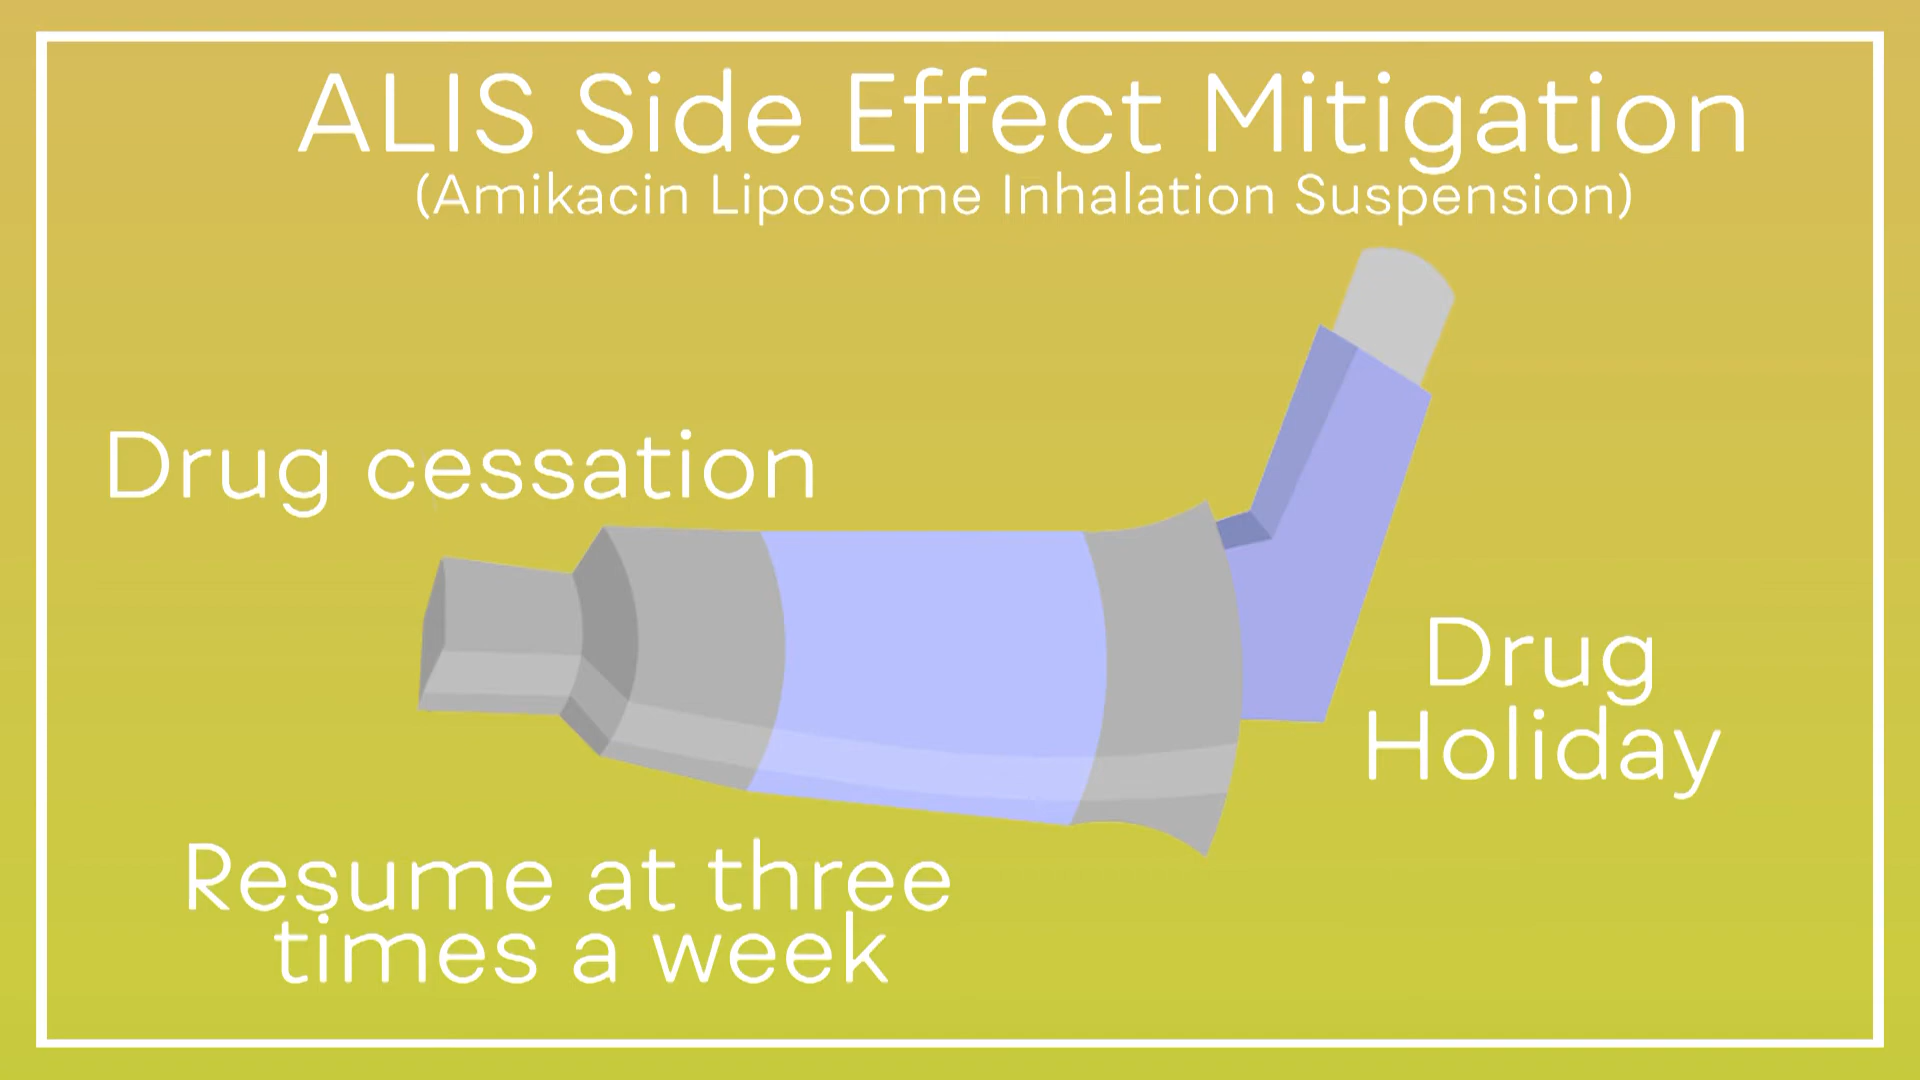 ALIS Side Effect Mitigation
(Amikacin Liposome Inhalation Suspension)
Drug cessation
Drug
Holiday
Resume at three
times a week